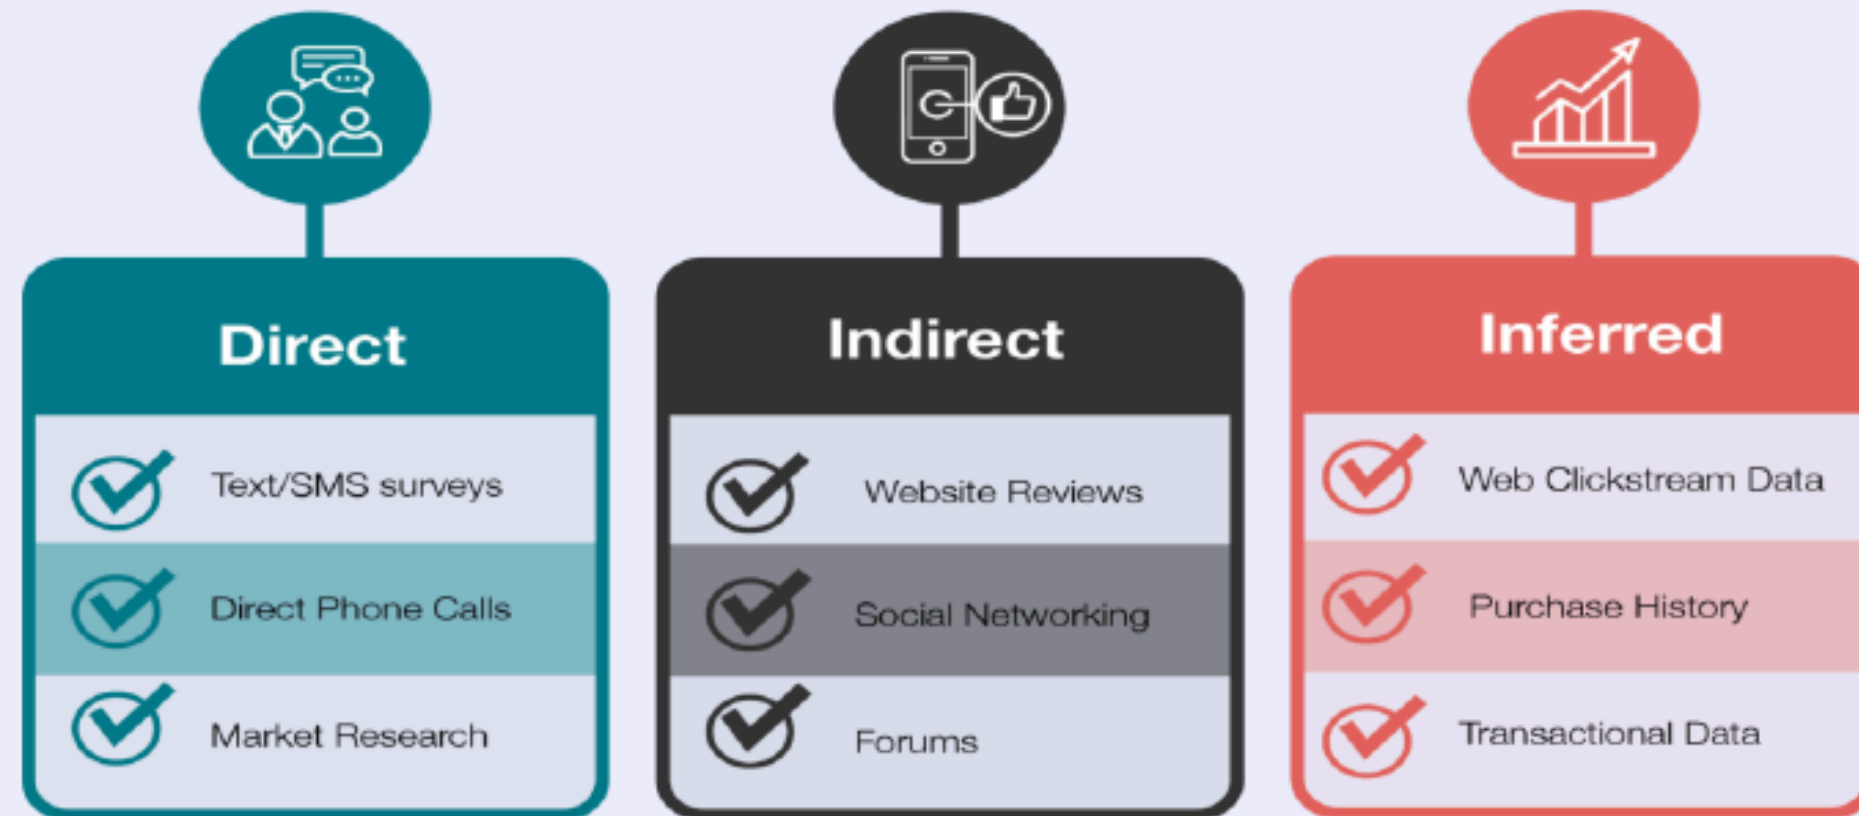 Direct
Text/SMS surveys
Direct Phone Calls
Market Research
Indirect
Website Reviews
Social Networking
Forums
Inferred
Web Clickstream Data
Purchase History
Transactional Data